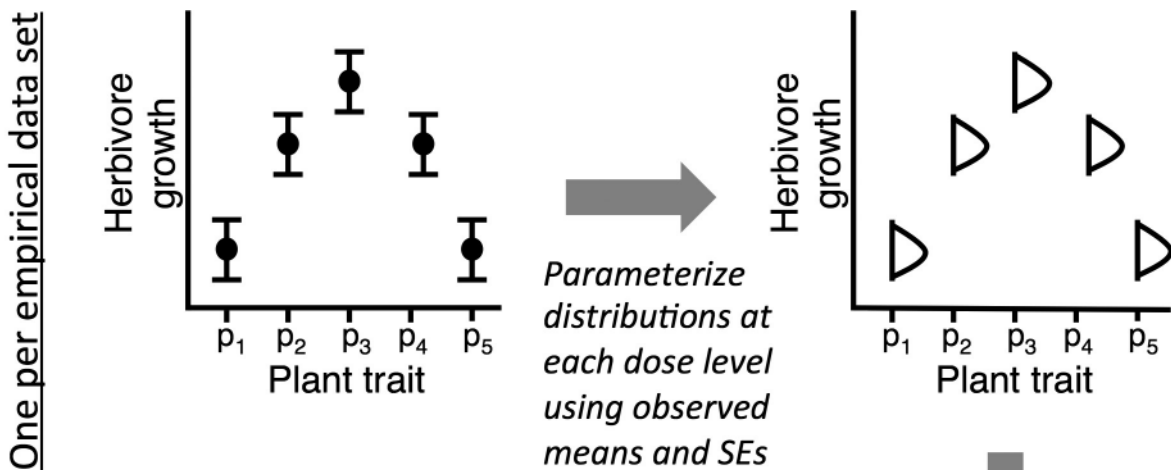 One per empirical data set
Herbivore
growth
p₁ p₂ p₃ p₄ p₅
Plant trait
Parameterize
distributions at
each dose level
using observed
means and SEs
Herbivore
growth
p₁ p₂ p₃ p₄ p₅
Plant trait